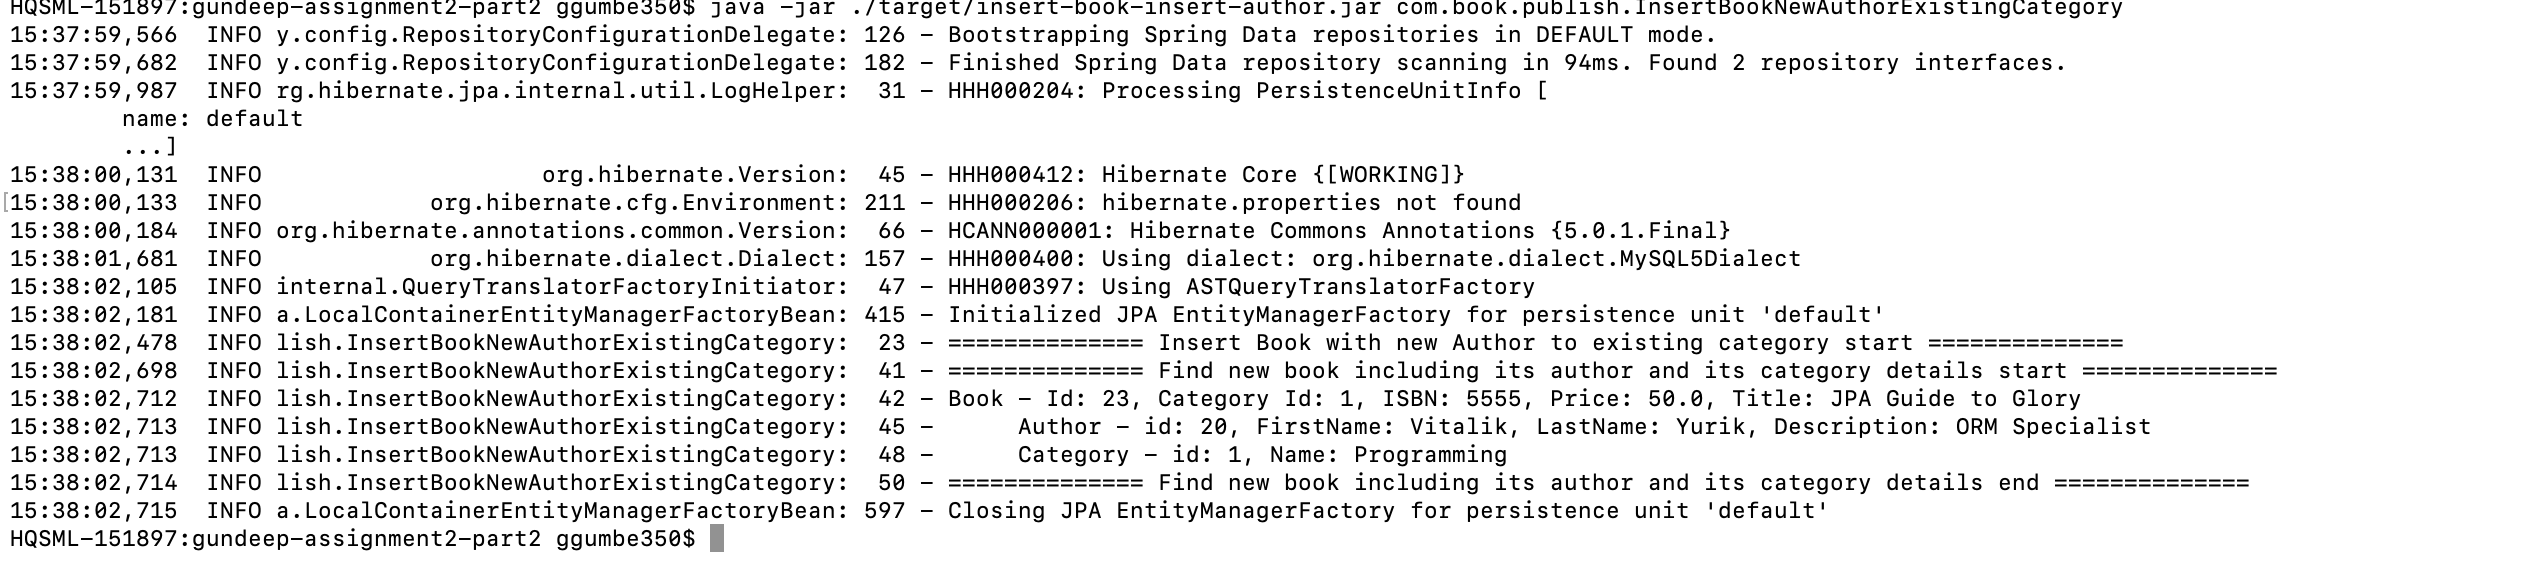 HQSML-151897:gundeep-assignment2-part2 ggumbe350$ java -jar ./target/insert-book-insert-author.jar com.book.publish.InsertBookNewAuthorExistingCategory
15:37:59,566  INFO y.config.RepositoryConfigurationDelegate: 126 - Bootstrapping Spring Data repositories in DEFAULT mode.
15:37:59,682  INFO y.config.RepositoryConfigurationDelegate: 182 - Finished Spring Data repository scanning in 94ms. Found 2 repository interfaces.
15:37:59,987  INFO rg.hibernate.jpa.internal.util.LogHelper:  31 - HHH000204: Processing PersistenceUnitInfo [
        name: default
        ...]
15:38:00,131  INFO                    org.hibernate.Version:  45 - HHH000412: Hibernate Core {[WORKING]}
[15:38:00,133  INFO            org.hibernate.cfg.Environment: 211 - HHH000206: hibernate.properties not found
15:38:00,184  INFO org.hibernate.annotations.common.Version:  66 - HCANN000001: Hibernate Commons Annotations {5.0.1.Final}
15:38:01,681  INFO            org.hibernate.dialect.Dialect: 157 - HHH000400: Using dialect: org.hibernate.dialect.MySQL5Dialect
15:38:02,105  INFO internal.QueryTranslatorFactoryInitiator:  47 - HHH000397: Using ASTQueryTranslatorFactory
15:38:02,181  INFO a.LocalContainerEntityManagerFactoryBean: 415 - Initialized JPA EntityManagerFactory for persistence unit 'default'
15:38:02,478  INFO lish.InsertBookNewAuthorExistingCategory:  23 - ============== Insert Book with new Author to existing category start ==============
15:38:02,698  INFO lish.InsertBookNewAuthorExistingCategory:  41 - ============== Find new book including its author and its category details start ==============
15:38:02,712  INFO lish.InsertBookNewAuthorExistingCategory:  42 - Book - Id: 23, Category Id: 1, ISBN: 5555, Price: 50.0, Title: JPA Guide to Glory
15:38:02,713  INFO lish.InsertBookNewAuthorExistingCategory:  45 -      Author - id: 20, FirstName: Vitalik, LastName: Yurik, Description: ORM Specialist
15:38:02,713  INFO lish.InsertBookNewAuthorExistingCategory:  48 -      Category - id: 1, Name: Programming
15:38:02,714  INFO lish.InsertBookNewAuthorExistingCategory:  50 - ============== Find new book including its author and its category details end ==============
15:38:02,715  INFO a.LocalContainerEntityManagerFactoryBean: 597 - Closing JPA EntityManagerFactory for persistence unit 'default'
HQSML-151897:gundeep-assignment2-part2 ggumbe350$